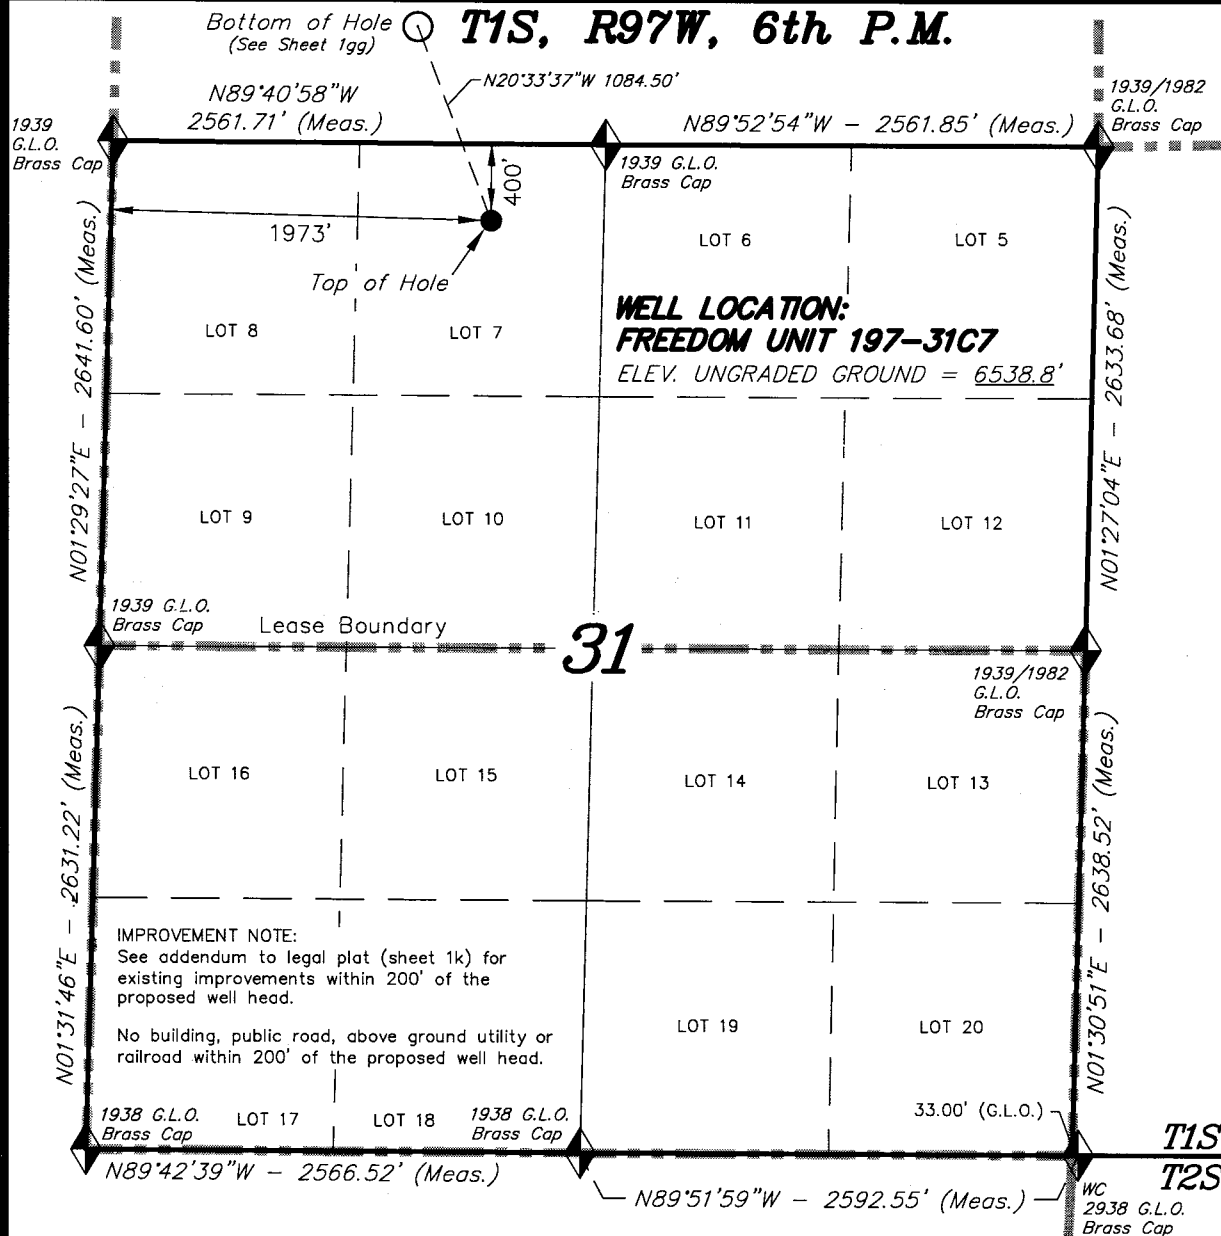 Bottom of Hole
(See Sheet 1gg)
T1S, R97W, 6th P.M.
N20°33'37"W 1084.50'
N89°40'58"W
2561.71' (Meas.)
N89°52'54"W - 2561.85' (Meas.)
1939
G.L.O.
Brass Cap
1939 G.L.O.
Brass Cap
1939/1982
G.L.O.
Brass Cap
400'
1973'
Top of Hole
LOT 6
LOT 5
LOT 8
LOT 7
WELL LOCATION:
FREEDOM UNIT 197-31C7
ELEV. UNGRADED GROUND = 6538.8'
N01°29'27"E - 2641.60' (Meas.)
N01°27'04"E - 2633.68' (Meas.)
LOT 9
LOT 10
LOT 11
LOT 12
1939 G.L.O.
Brass Cap
Lease Boundary
31
1939/1982
G.L.O.
Brass Cap
LOT 16
LOT 15
LOT 14
LOT 13
N01°31'46"E - 2631.22' (Meas.)
N01°30'51"E - 2638.52' (Meas.)
IMPROVEMENT NOTE:
See addendum to legal plat (sheet 1k) for
existing improvements within 200' of the
proposed well head.
No building, public road, above ground utility or
railroad within 200' of the proposed well head.
LOT 19
LOT 20
1938 G.L.O.
Brass Cap
LOT 17
LOT 18
1938 G.L.O.
Brass Cap
33.00' (G.L.O.)
T1S
T2S
N89°42'39"W - 2566.52' (Meas.)
N89°51'59"W - 2592.55' (Meas.)
WC
2938 G.L.O.
Brass Cap